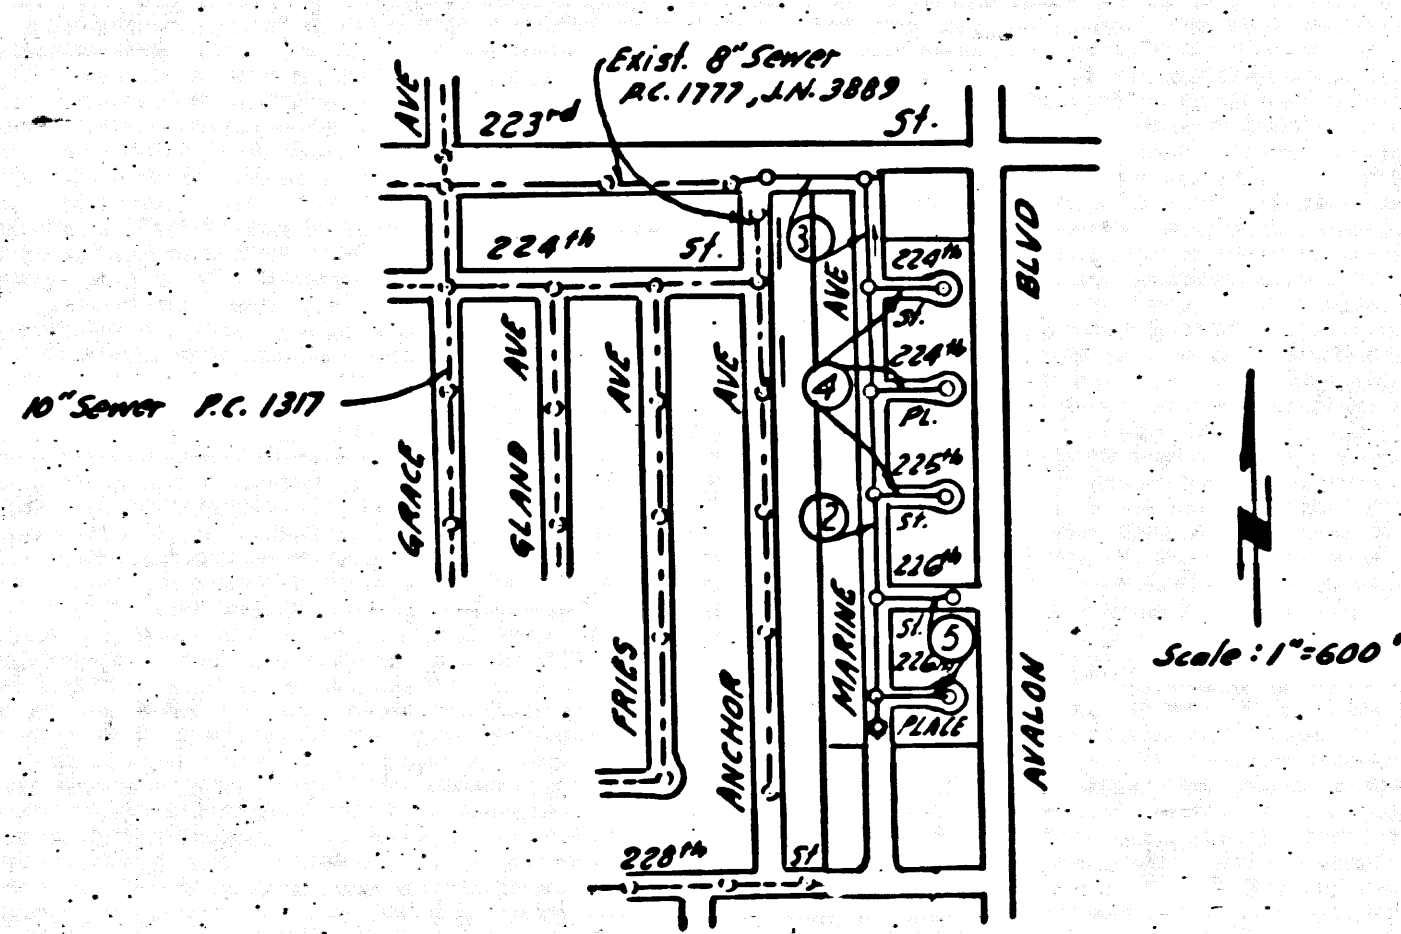 Exist. 8" Sewer
P.C. 1777, J.N. 3889
AVE
223rd St.
224th St.
3
AVE
224th
St.
BLVD
224th
PL.
4
AVE
AVE
AVE
10" Sewer P.C. 1317
GRACE
GLAND
225th
St.
2
226th
St.
5
226th
PLACE
MARINE
FRIES
ANCHOR
AVALON
Scale: 1"=600'
228th St